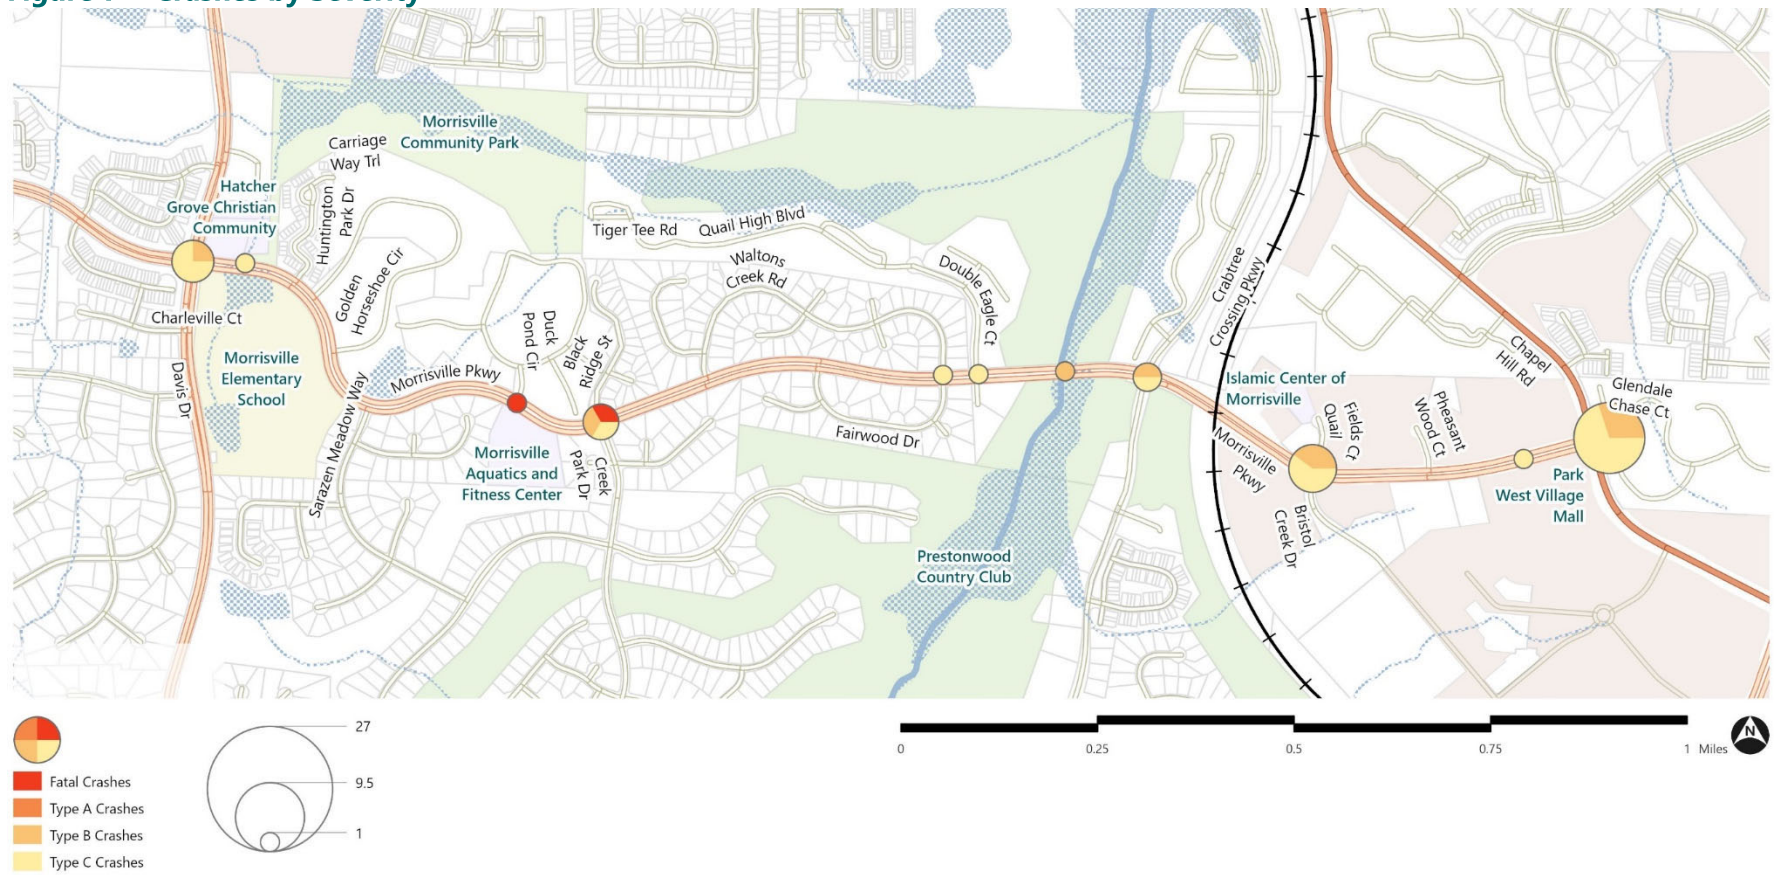 Crashes by Severity
Morrisville
Community Park
Carriage
Way Trl
Hatcher
Grove Christian
Community
Huntington
Park Dr
Golden
Horseshoe Cir
Tiger Tee Rd
Quail High Blvd
Waltons
Creek Rd
Double Eagle Ct
Crabtree
Crossing Pkwy
Charleville Ct
Davis Dr
Morrisville
Elementary
School
Sarazen Meadow Way
Morrisville Pkwy
Duck
Pond Cir
Black
Ridge St
Morrisville
Aquatics and
Fitness Center
Creek
Park Dr
Fairwood Dr
Prestonwood
Country Club
Islamic Center of
Morrisville
Morrisville
Pkwy
Quail
Fields Ct
Bristol
Creek Dr
Pheasant
Wood Ct
Chapel
Hill Rd
Glendale
Chase Ct
Park
West Village
Mall
Fatal Crashes
Type A Crashes
Type B Crashes
Type C Crashes
27
9.5
1
0
0.25
0.5
0.75
1 Miles
N